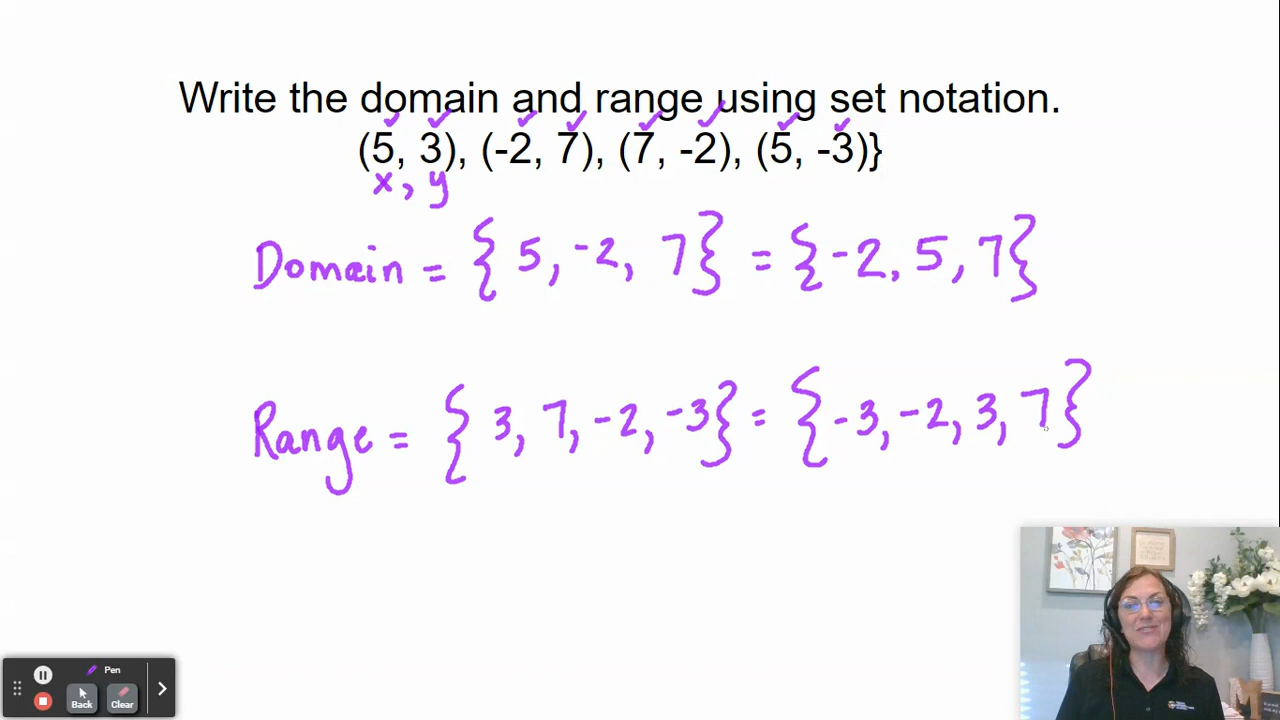 Write the domain and range using set notation.
(5, 3), (-2, 7), (7, -2), (5, -3)}
x, y
Domain = { 5, -2, 7} = {-2, 5, 7}
Range = { 3, 7, -2, -3} = { -3, -2, 3, 7}
Pen
Back Clear